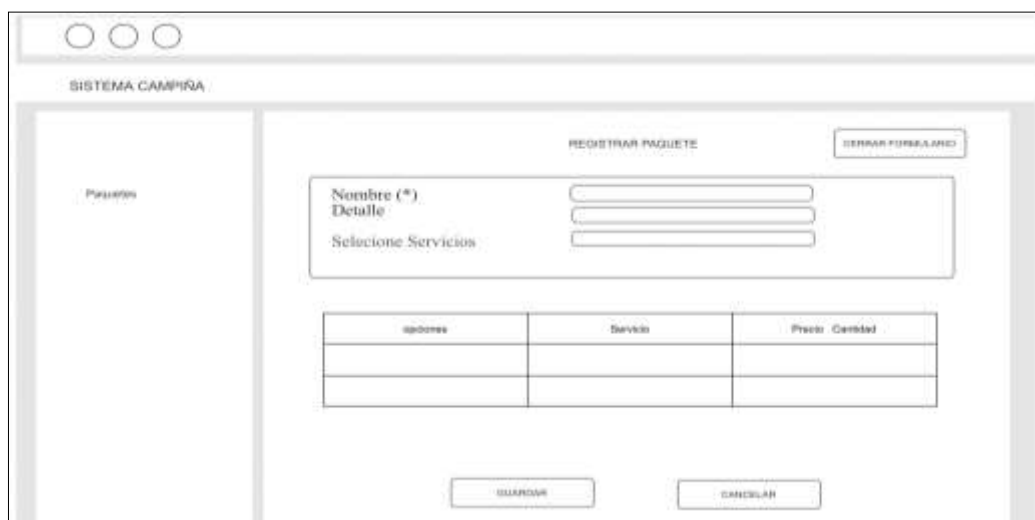 SISTEMA CAMPIÑA
REGISTRAR PAQUETE
CERRAR FORMULARIO
Paquetes
Nombre (*)
Detalle
Selecione Servicios
opciones Servicio Precio Cantidad
GUARDAR CANCELAR